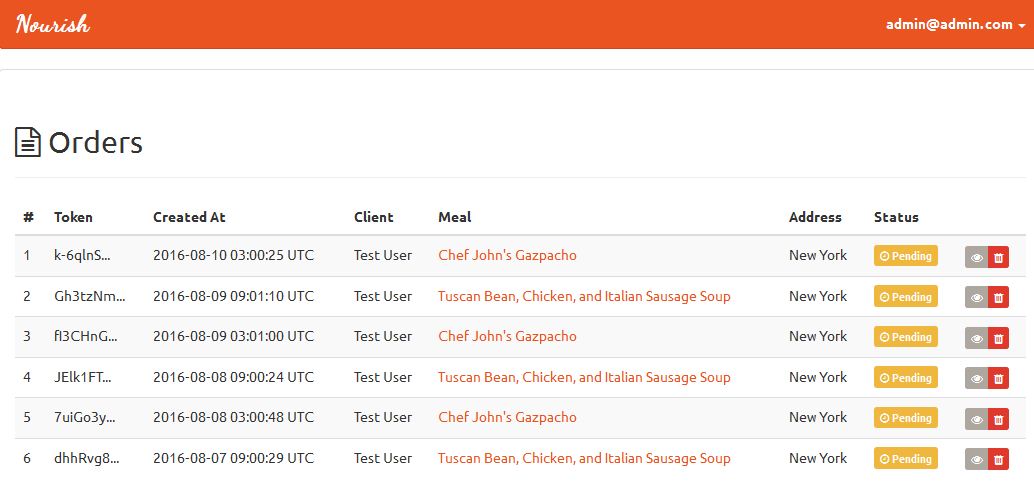 Nourish admin@admin.com
Orders
# Token Created At Client Meal Address Status
1 k-6qlnS... 2016-08-10 03:00:25 UTC Test User Chef John's Gazpacho New York Pending
2 Gh3tzNm... 2016-08-09 09:01:10 UTC Test User Tuscan Bean, Chicken, and Italian Sausage Soup New York Pending
3 fl3CHnG... 2016-08-09 03:01:00 UTC Test User Chef John's Gazpacho New York Pending
4 JElk1FT... 2016-08-08 09:00:24 UTC Test User Tuscan Bean, Chicken, and Italian Sausage Soup New York Pending
5 7uiGo3y... 2016-08-08 03:00:48 UTC Test User Chef John's Gazpacho New York Pending
6 dhhRvg8... 2016-08-07 09:00:29 UTC Test User Tuscan Bean, Chicken, and Italian Sausage Soup New York Pending